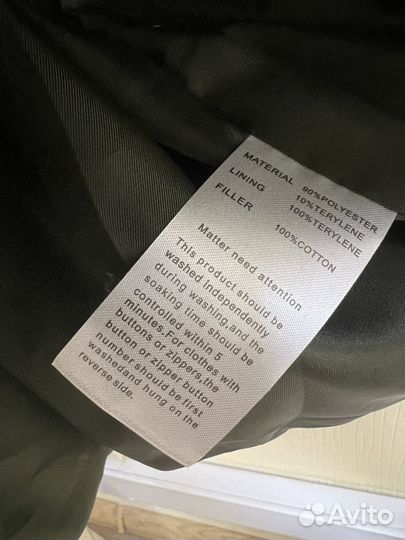 MATERIAL 90%POLYESTER
10%TERYLENE
LINING 100%TERYLENE
FILLER 100%COTTON
Matter need attention
This product should be
washed independently
during washing,and the
soaking time should be
controlled within 5
minutes.For clothes with
buttons or zippers,the
button or zipper button
number should be first
washedand hung on the
reverse side.
Avito